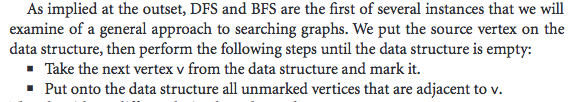 As implied at the outset, DFS and BFS are the first of several instances that we will
examine of a general approach to searching graphs. We put the source vertex on the
data structure, then perform the following steps until the data structure is empty:
■ Take the next vertex v from the data structure and mark it.
■ Put onto the data structure all unmarked vertices that are adjacent to v.